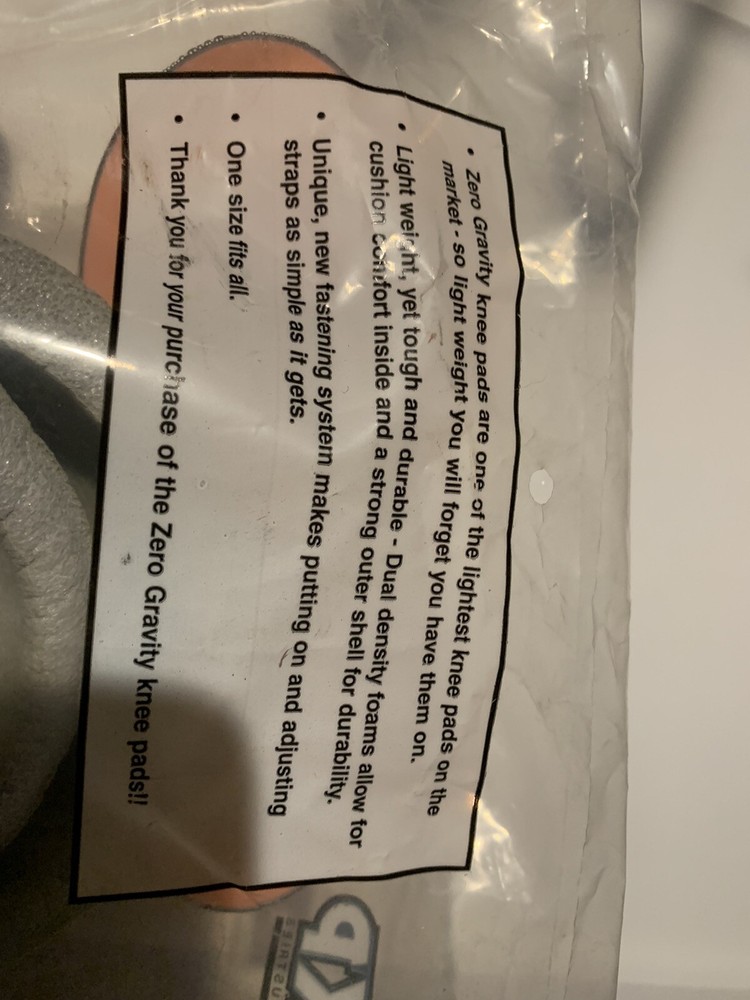 • Zero Gravity knee pads are one of the lightest knee pads on the
market - so light weight you will forget you have them on.
• Light weight, yet tough and durable - Dual density foams allow for
cushion comfort inside and a strong outer shell for durability.
• Unique, new fastening system makes putting on and adjusting
straps as simple as it gets.
• One size fits all.
• Thank you for your purchase of the Zero Gravity knee pads!!